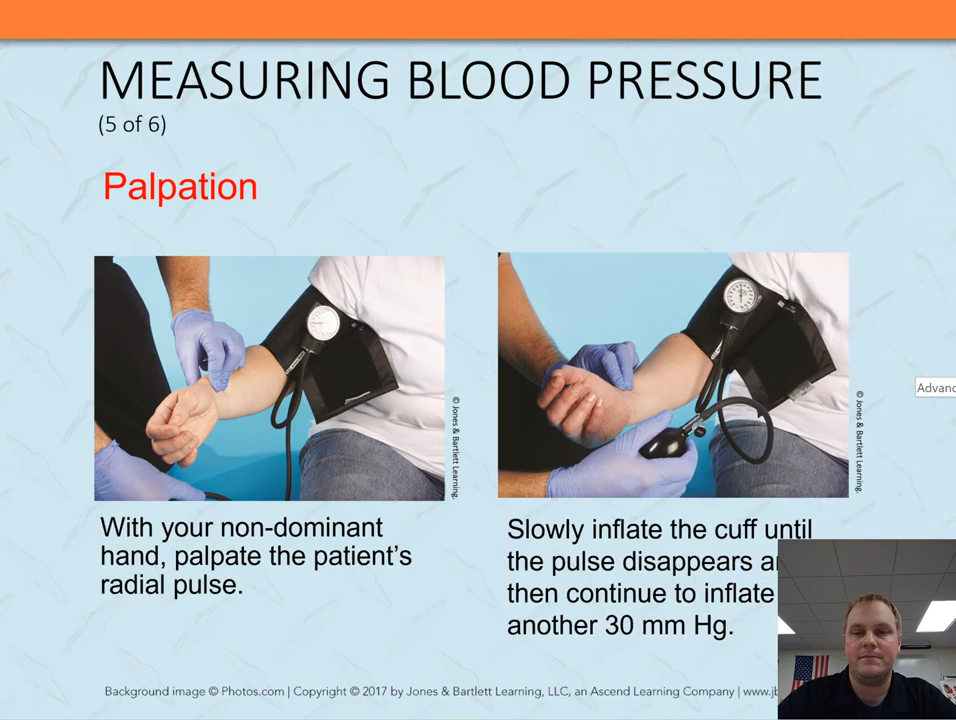 MEASURING BLOOD PRESSURE
(5 of 6)
Palpation
© Jones & Bartlett Learning.
© Jones & Bartlett Learning.
With your non-dominant
hand, palpate the patient’s
radial pulse.
Slowly inflate the cuff until
the pulse disappears
then continue to inflate
another 30 mm Hg.
Advanc
Background image © Photos.com | Copyright © 2017 by Jones & Bartlett Learning, LLC, an Ascend Learning Company | www.jb